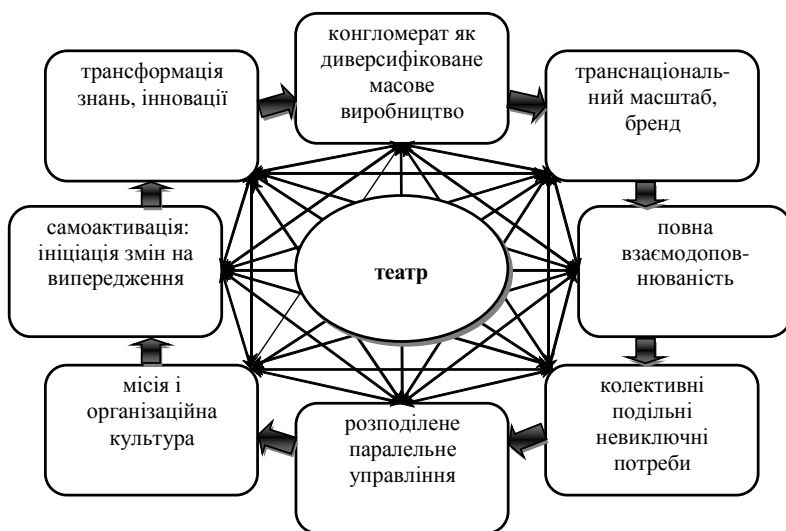 конгломерат як
диверсифіковане
масове
виробництво
транснаціональ-
ний масштаб,
бренд
повна
взаємодопов-
нюваність
колективні
подільні
невиключні
потреби
розподілене
паралельне
управління
місія і
організаційна
культура
самоактивація:
ініціація змін на
випередження
трансформація
знань, інновації
театр